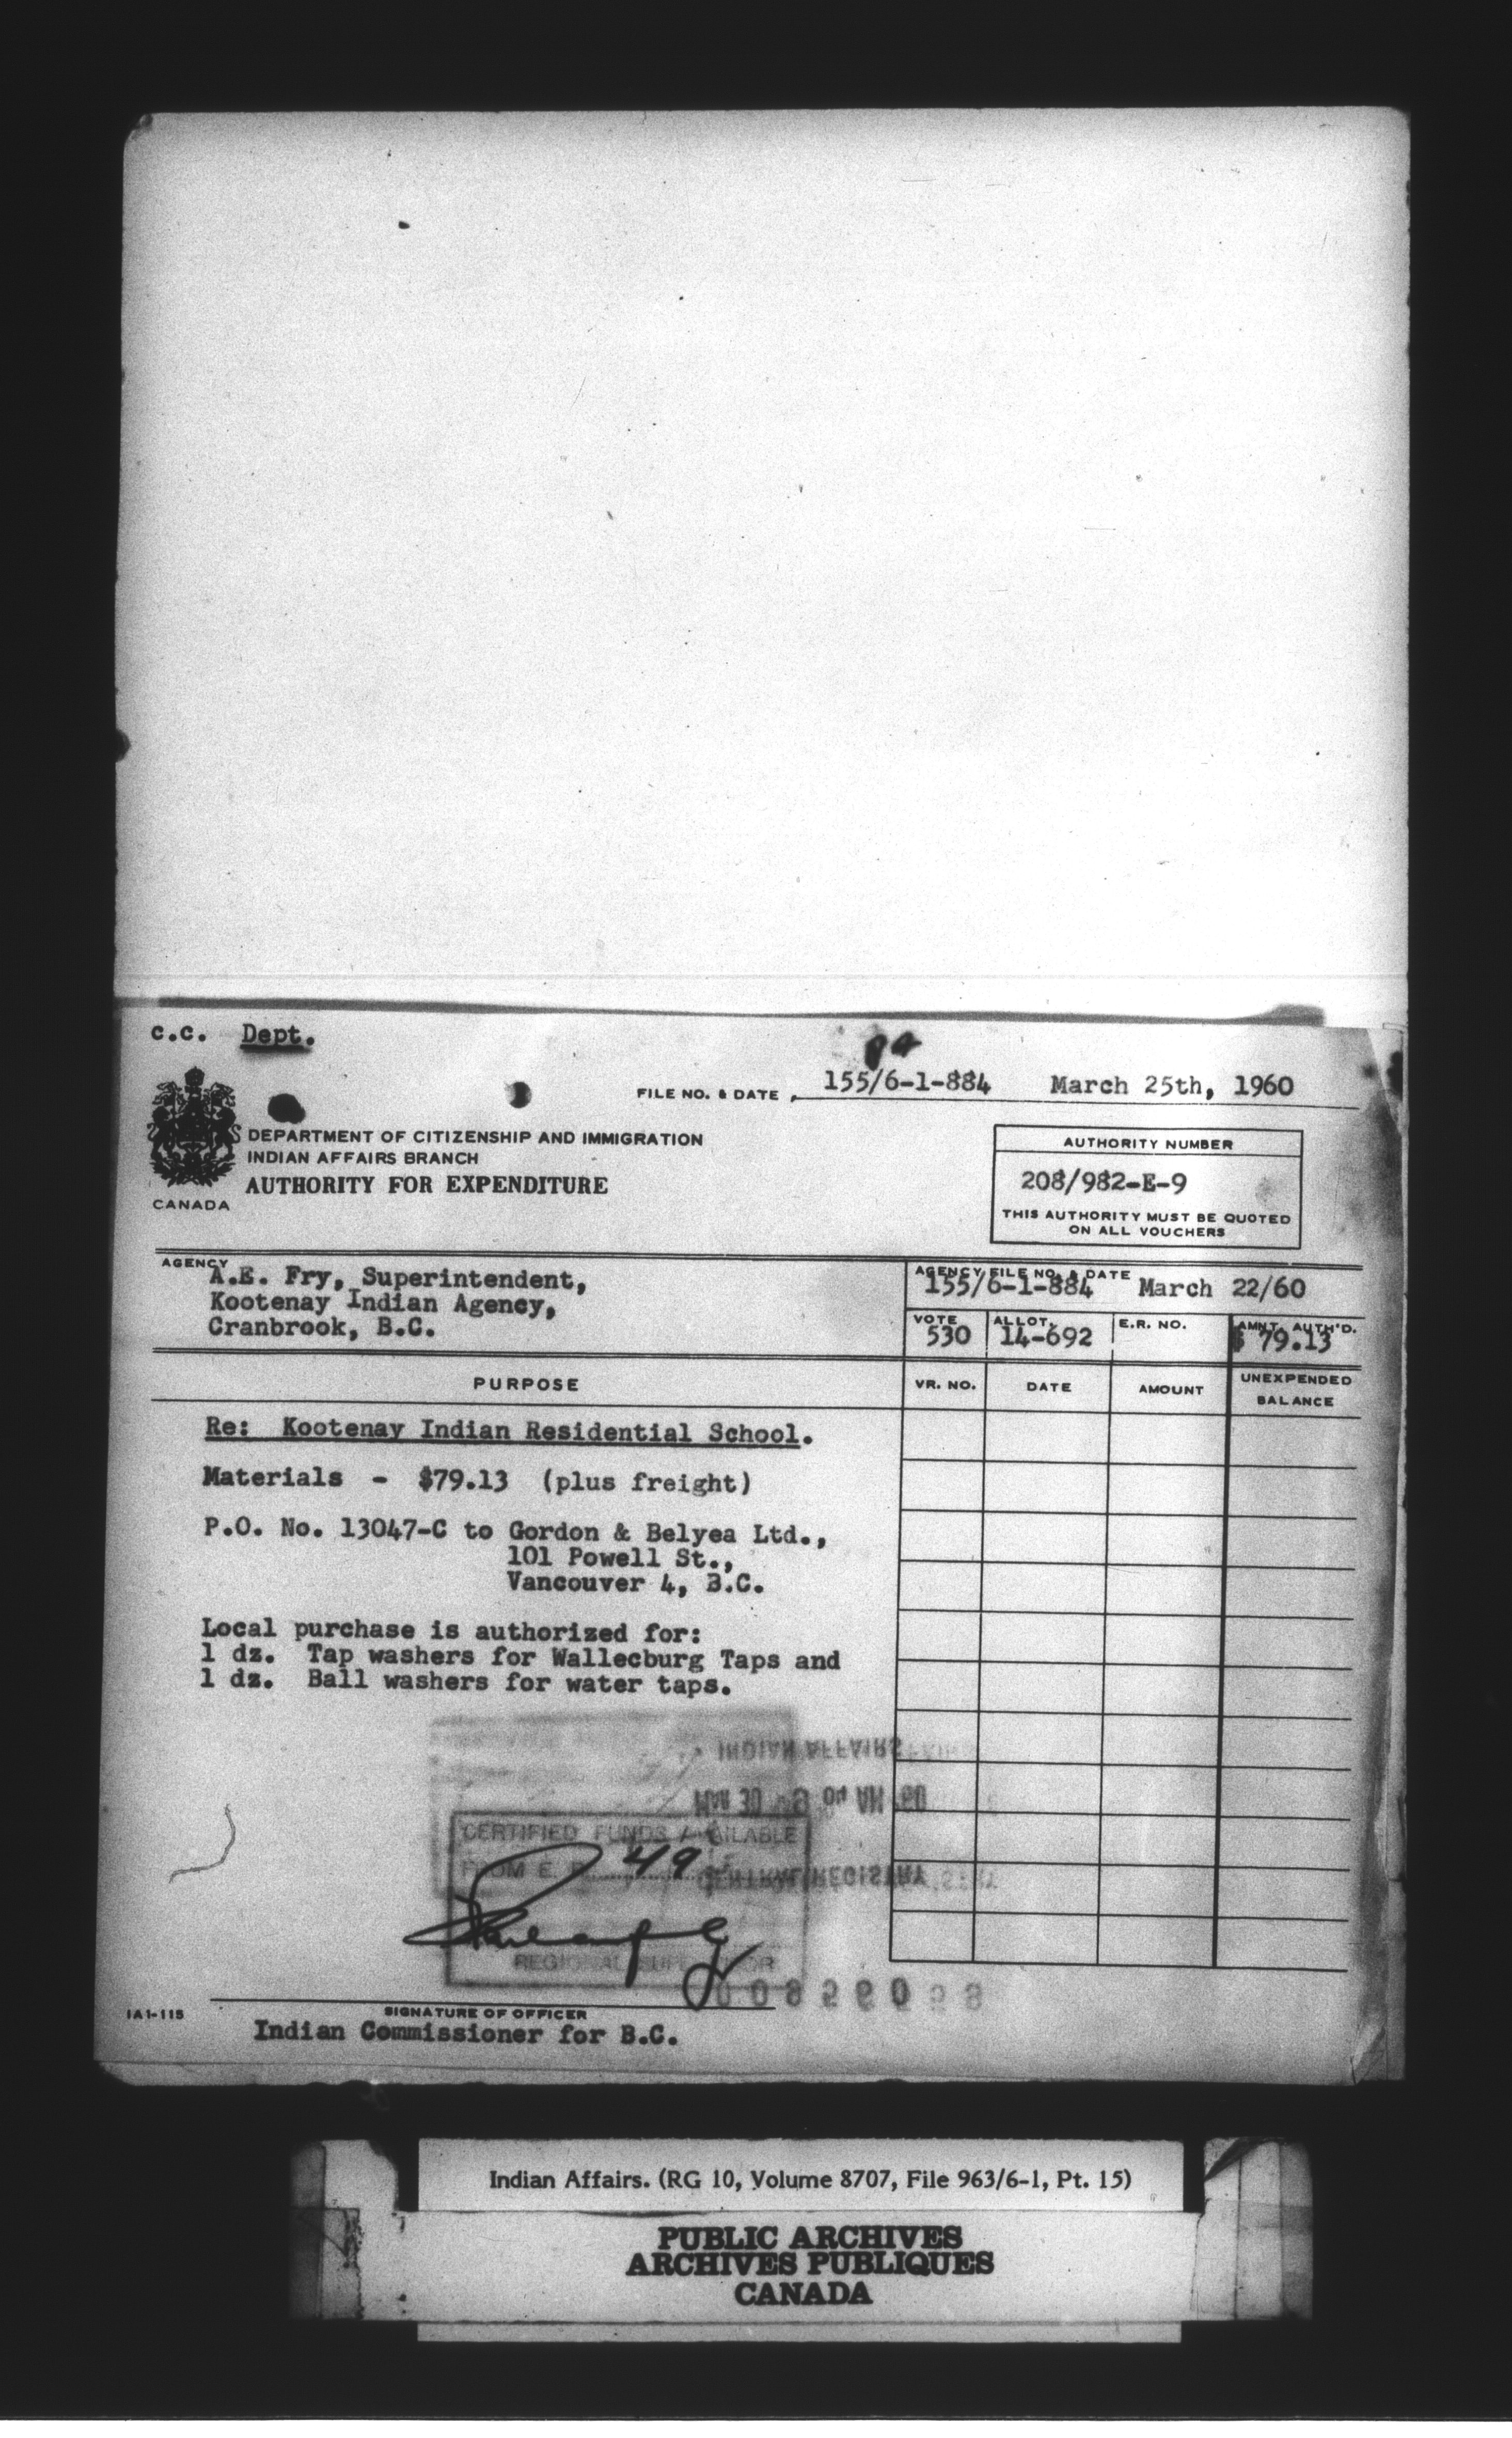 c.c. Dept.
FILE NO. & DATE 155/6-1-884 March 25th, 1960
DEPARTMENT OF CITIZENSHIP AND IMMIGRATION
INDIAN AFFAIRS BRANCH
AUTHORITY FOR EXPENDITURE
CANADA
AUTHORITY NUMBER
208/982-E-9
THIS AUTHORITY MUST BE QUOTED
ON ALL VOUCHERS
AGENCY
A.E. Fry, Superintendent,
Kootenay Indian Agency,
Cranbrook, B.C.
AGENCY FILE NO. & DATE
155/6-1-884 March 22/60
VOTE ALLOT. E.R. NO. AMNT. AUTH'D.
530 14-692 $ 79.13
PURPOSE VR. NO. DATE AMOUNT UNEXPENDED
BALANCE
Re: Kootenay Indian Residential School.
Materials - $79.13 (plus freight)
P.O. No. 13047-C to Gordon & Belyea Ltd.,
101 Powell St.,
Vancouver 4, B.C.
Local purchase is authorized for:
1 dz. Tap washers for Wallecburg Taps and
1 dz. Ball washers for water taps.
INDIAN AFFAIRS
CERTIFIED FUNDS AVAILABLE
FROM E. 49
CENTRAL REGISTRY
REGIONAL SUPERVISOR
IA1-115
SIGNATURE OF OFFICER
Indian Commissioner for B.C.
Indian Affairs. (RG 10, Volume 8707, File 963/6-1, Pt. 15)
PUBLIC ARCHIVES
ARCHIVES PUBLIQUES
CANADA